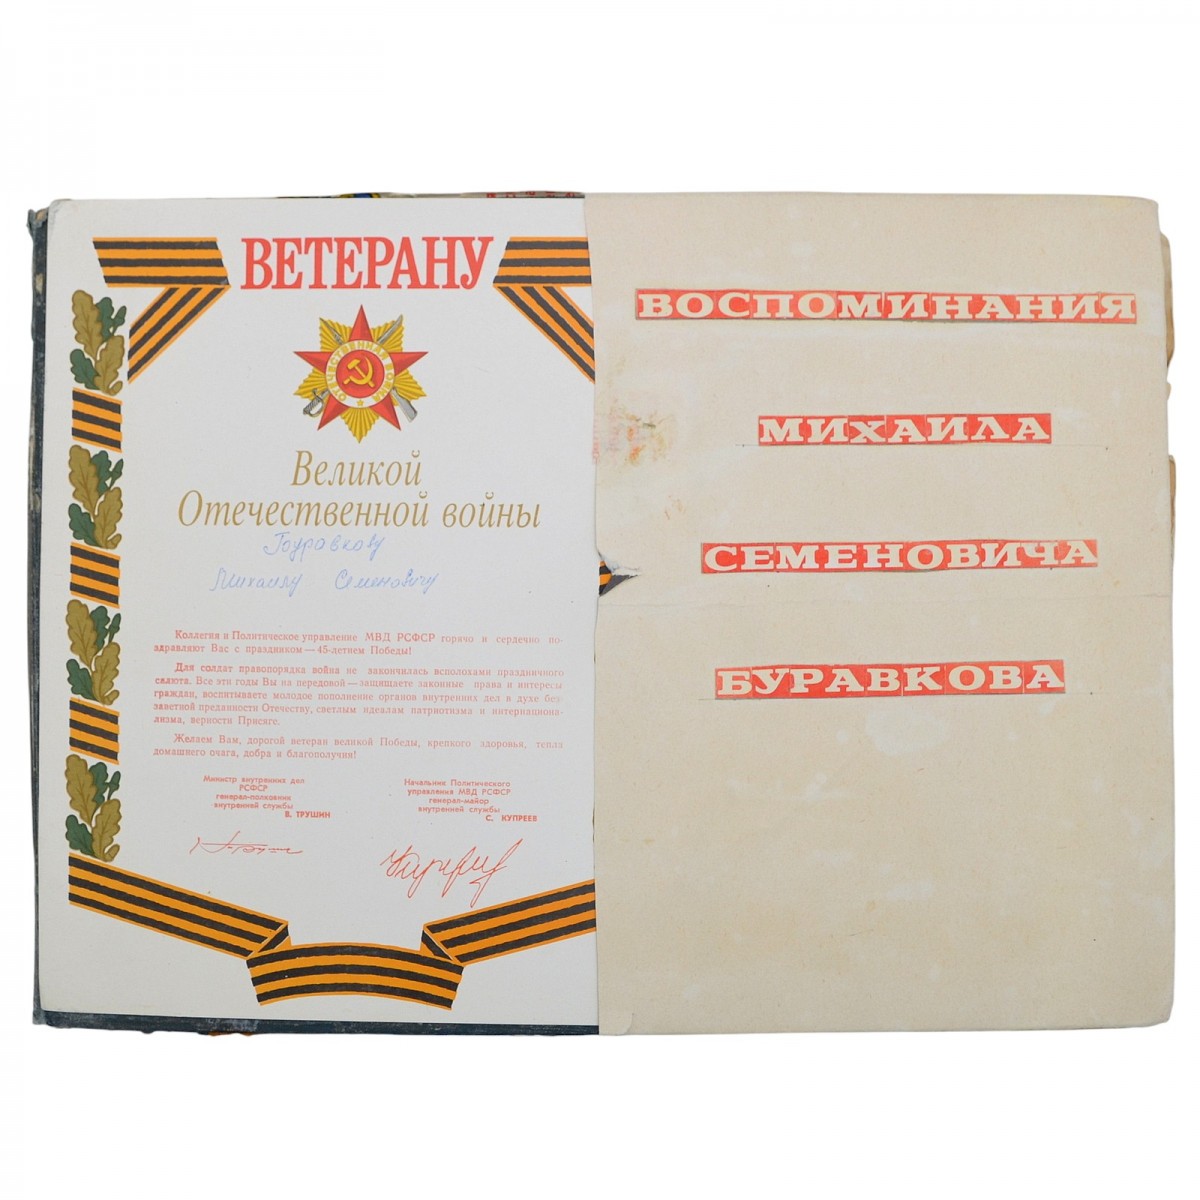 ВЕТЕРАНУ
ОТЕЧЕСТВЕННАЯ ВОЙНА
Великой
Отечественной войны
Буравкову
Михаилу Семеновичу
Коллегия и Политическое управление МВД РСФСР горячо и сердечно по-
здравляют Вас с праздником — 45-летием Победы!
Для солдат правопорядка война не закончилась всполохами праздничного
салюта. Все эти годы Вы на передовой — защищаете законные права и интересы
граждан, воспитываете молодое пополнение органов внутренних дел в духе без-
заветной преданности Отечеству, светлым идеалам патриотизма и интернациона-
лизма, верности Присяге.
Желаем Вам, дорогой ветеран великой Победы, крепкого здоровья, тепла
домашнего очага, добра и благополучия!
Министр внутренних дел
РСФСР
генерал-полковник
внутренней службы
В. ТРУШИН
Начальник Политического
управления МВД РСФСР
генерал-майор
внутренней службы
С. КУПРЕЕВ
ВОСПОМИНАНИЯ
МИХАИЛА
СЕМЕНОВИЧА
БУРАВКОВА